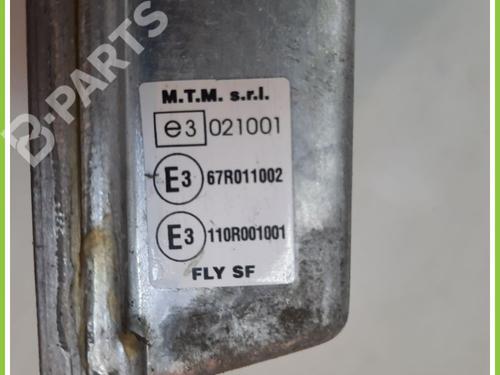 B-PARTS
M.T.M. s.r.l.
e3 021001
E3 67R011002
E3 110R001001
FLY SF